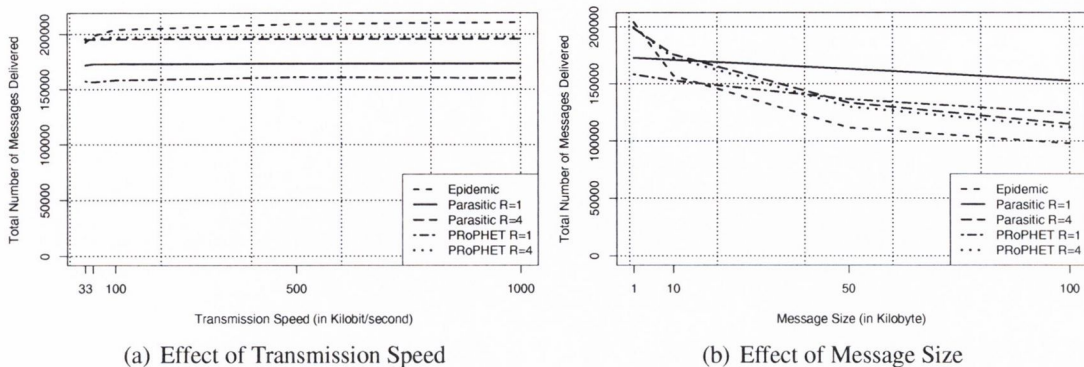 Total Number of Messages Delivered
200000
150000
100000
50000
0
33
100
500
1000
Transmission Speed (in Kilobit/second)
Epidemic
Parasitic R=1
Parasitic R=4
PRoPHET R=1
PRoPHET R=4
(a) Effect of Transmission Speed
Total Number of Messages Delivered
200000
150000
100000
50000
0
1
10
50
100
Message Size (in Kilobyte)
Epidemic
Parasitic R=1
Parasitic R=4
PRoPHET R=1
PRoPHET R=4
(b) Effect of Message Size